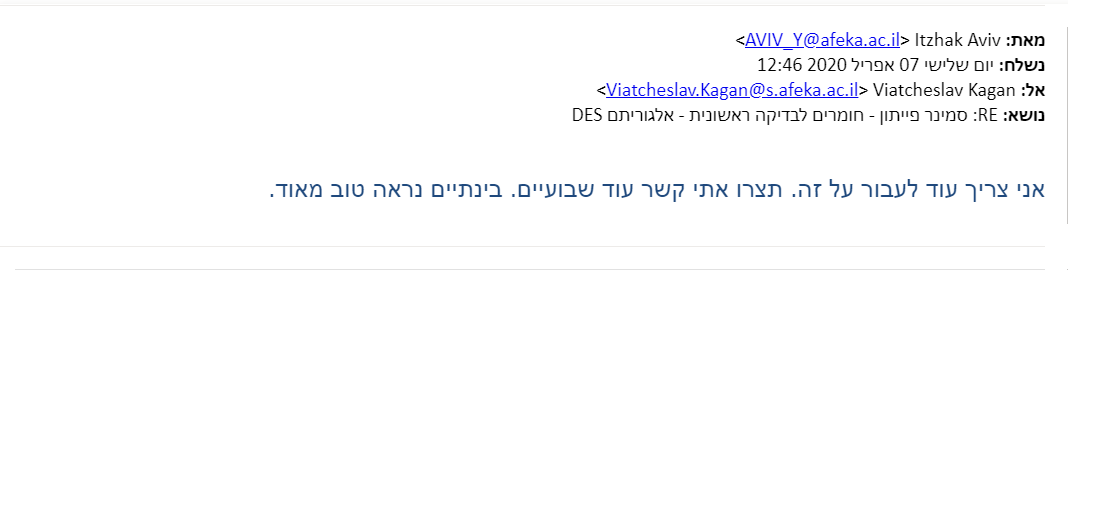 מאת: Itzhak Aviv <AVIV_Y@afeka.ac.il>
נשלח: יום שלישי 07 אפריל 2020 12:46
אל: Viatcheslav Kagan <Viatcheslav.Kagan@s.afeka.ac.il>
נושא: RE: סמינר פייתון - חומרים לבדיקה ראשונית - אלגוריתם DES
אני צריך עוד לעבור על זה. תצרו אתי קשר עוד שבועיים. בינתיים נראה טוב מאוד.